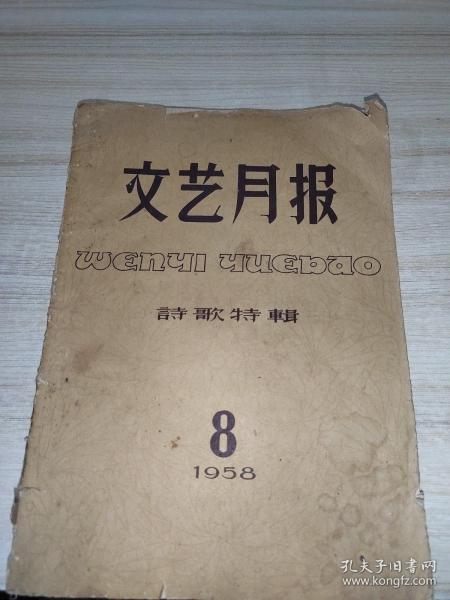 文艺月报
WENYI YUEBAO
詩歌特輯
8
1958
孔夫子旧书网
www.kongfz.com